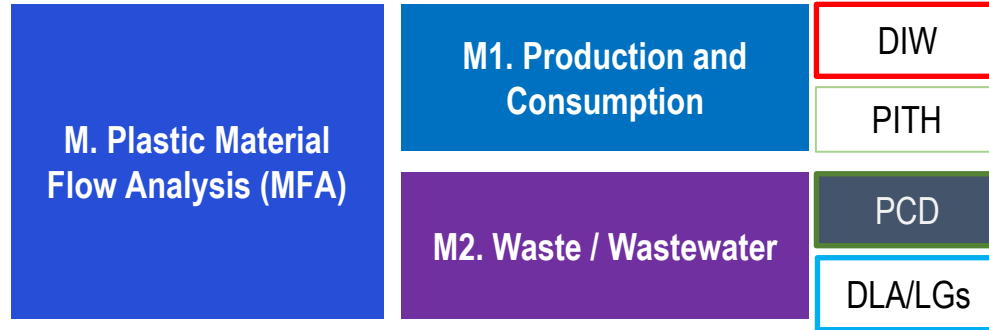 M. Plastic Material
Flow Analysis (MFA)
M1. Production and
Consumption
DIW
PITH
M2. Waste / Wastewater
PCD
DLA/LGs